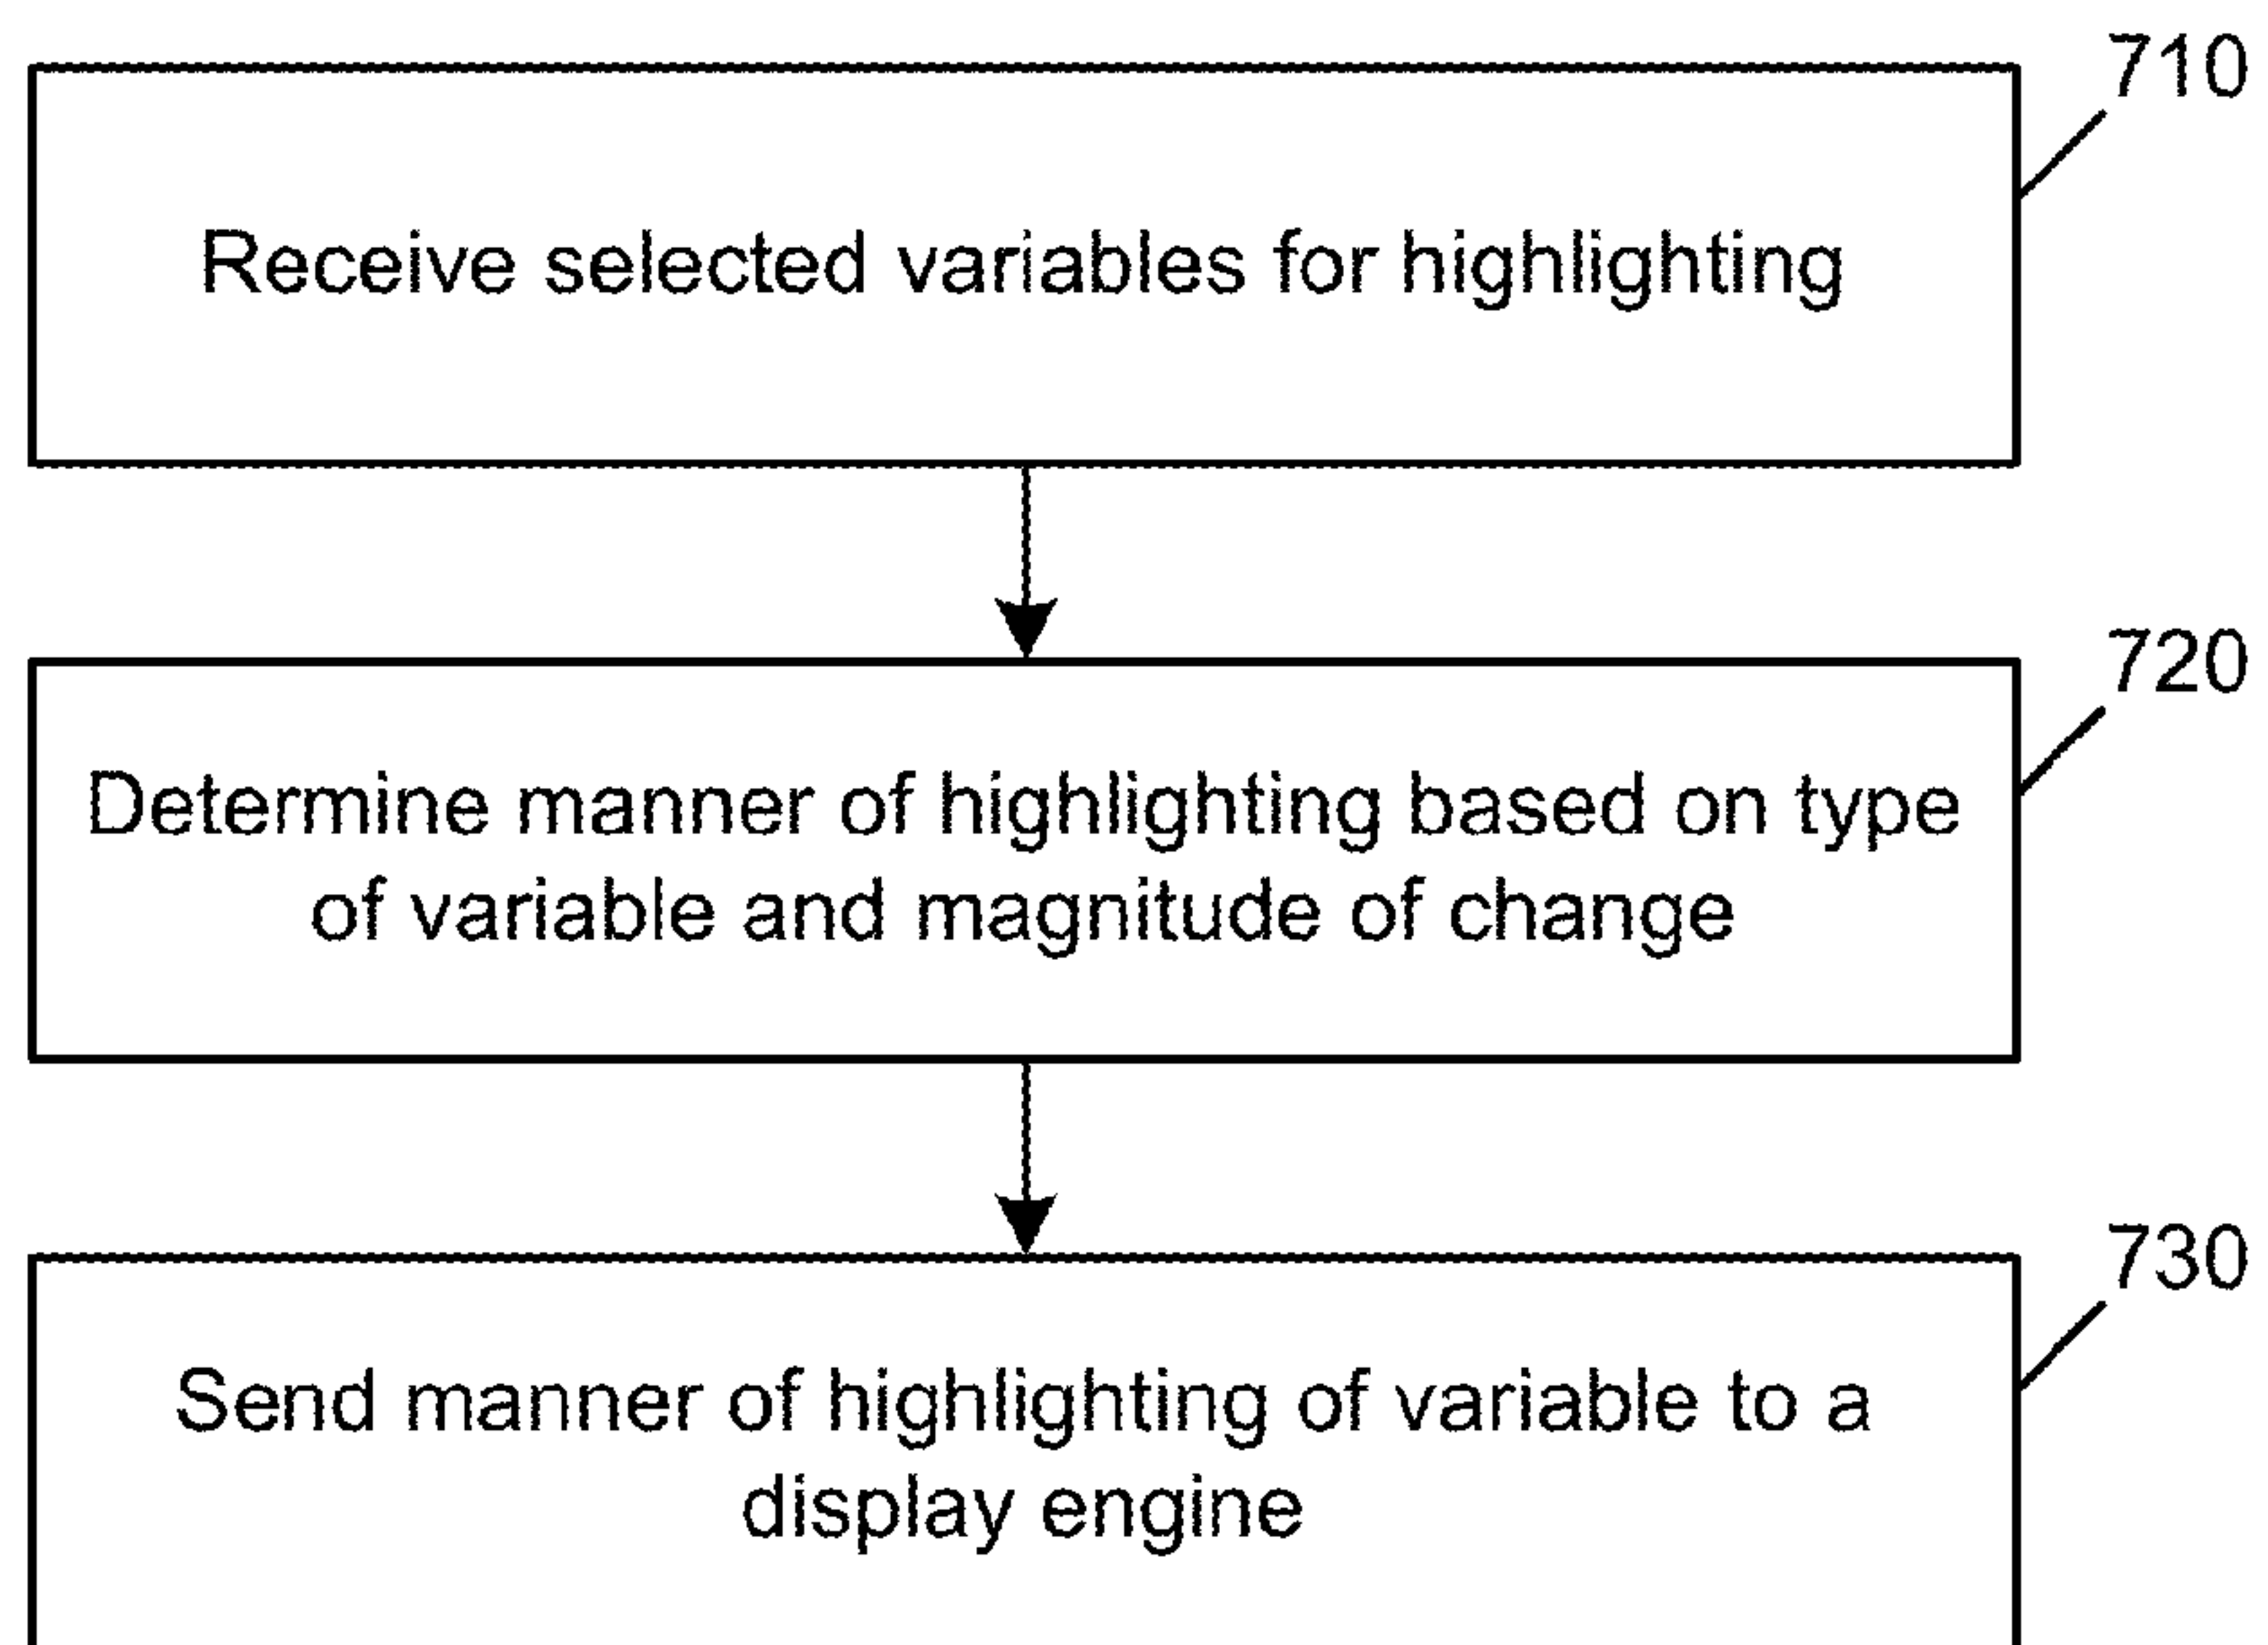 710
Receive selected variables for highlighting
720
Determine manner of highlighting based on type
of variable and magnitude of change
730
Send manner of highlighting of variable to a
display engine